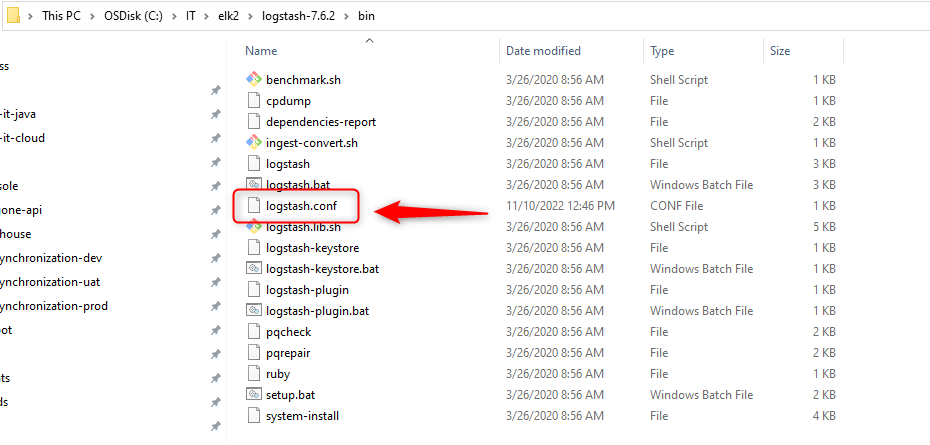 This PC > OSDisk (C:) > IT > elk2 > logstash-7.6.2 > bin
Name Date modified Type Size
ss
benchmark.sh 3/26/2020 8:56 AM Shell Script 1 KB
cpdump 3/26/2020 8:56 AM File 1 KB
-it-java
dependencies-report 3/26/2020 8:56 AM File 2 KB
-it-cloud
ingest-convert.sh 3/26/2020 8:56 AM Shell Script 1 KB
logstash 3/26/2020 8:56 AM File 3 KB
sole
logstash.bat 3/26/2020 8:56 AM Windows Batch File 3 KB
gone-api
logstash.conf 11/10/2022 12:46 PM CONF File 1 KB
house
logstash.lib.sh 3/26/2020 8:56 AM Shell Script 5 KB
logstash-keystore 3/26/2020 8:56 AM File 1 KB
ynchronization-dev
logstash-keystore.bat 3/26/2020 8:56 AM Windows Batch File 1 KB
ynchronization-uat
logstash-plugin 3/26/2020 8:56 AM File 1 KB
ynchronization-prod
logstash-plugin.bat 3/26/2020 8:56 AM Windows Batch File 1 KB
ot
pqcheck 3/26/2020 8:56 AM File 1 KB
pqrepair 3/26/2020 8:56 AM File 1 KB
ts
ruby 3/26/2020 8:56 AM File 1 KB
ds
setup.bat 3/26/2020 8:56 AM Windows Batch File 1 KB
system-install 3/26/2020 8:56 AM File 4 KB